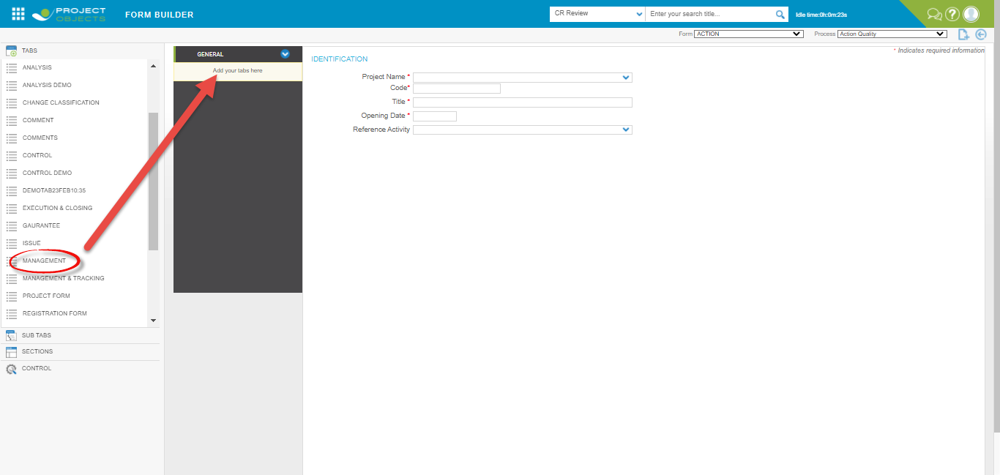 PROJECT
OBJECTS
FORM BUILDER
CR Review
Enter your search title...
Idle time:0h:0m:23s
?
Form ACTION
Process Action Quality
TABS
ANALYSIS
ANALYSIS DEMO
CHANGE CLASSIFICATION
COMMENT
COMMENTS
CONTROL
CONTROL DEMO
DEMOTAB23FEB10:35
EXECUTION & CLOSING
GAURANTEE
ISSUE
MANAGEMENT
MANAGEMENT & TRACKING
PROJECT FORM
REGISTRATION FORM
SUB TABS
SECTIONS
CONTROL
GENERAL
Add your tabs here
* Indicates required information
IDENTIFICATION
Project Name *
Code*
Title *
Opening Date *
Reference Activity